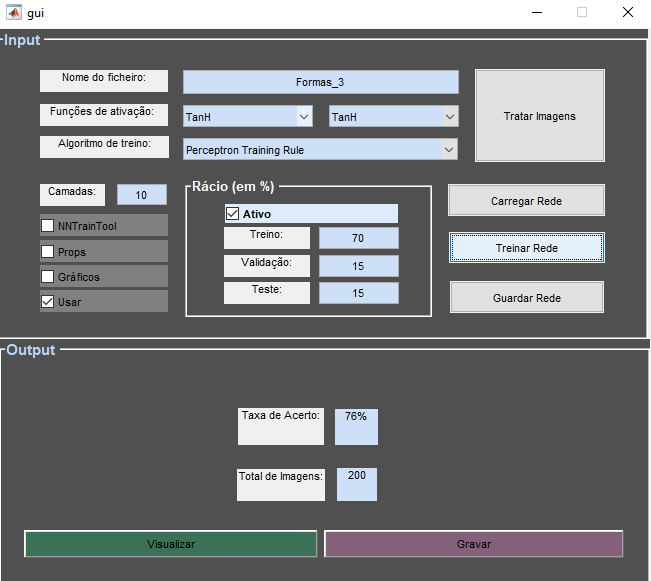 gui
Input
Nome do ficheiro:
Formas_3
Tratar Imagens
Funções de ativação:
TanH
TanH
Algoritmo de treino:
Perceptron Training Rule
Camadas:
10
Rácio (em %)
Carregar Rede
NNTrainTool
Ativo
Props
Treino:
70
Treinar Rede
Gráficos
Validação:
15
Usar
Teste:
15
Guardar Rede
Output
Taxa de Acerto:
76%
Total de Imagens:
200
Visualizar
Gravar